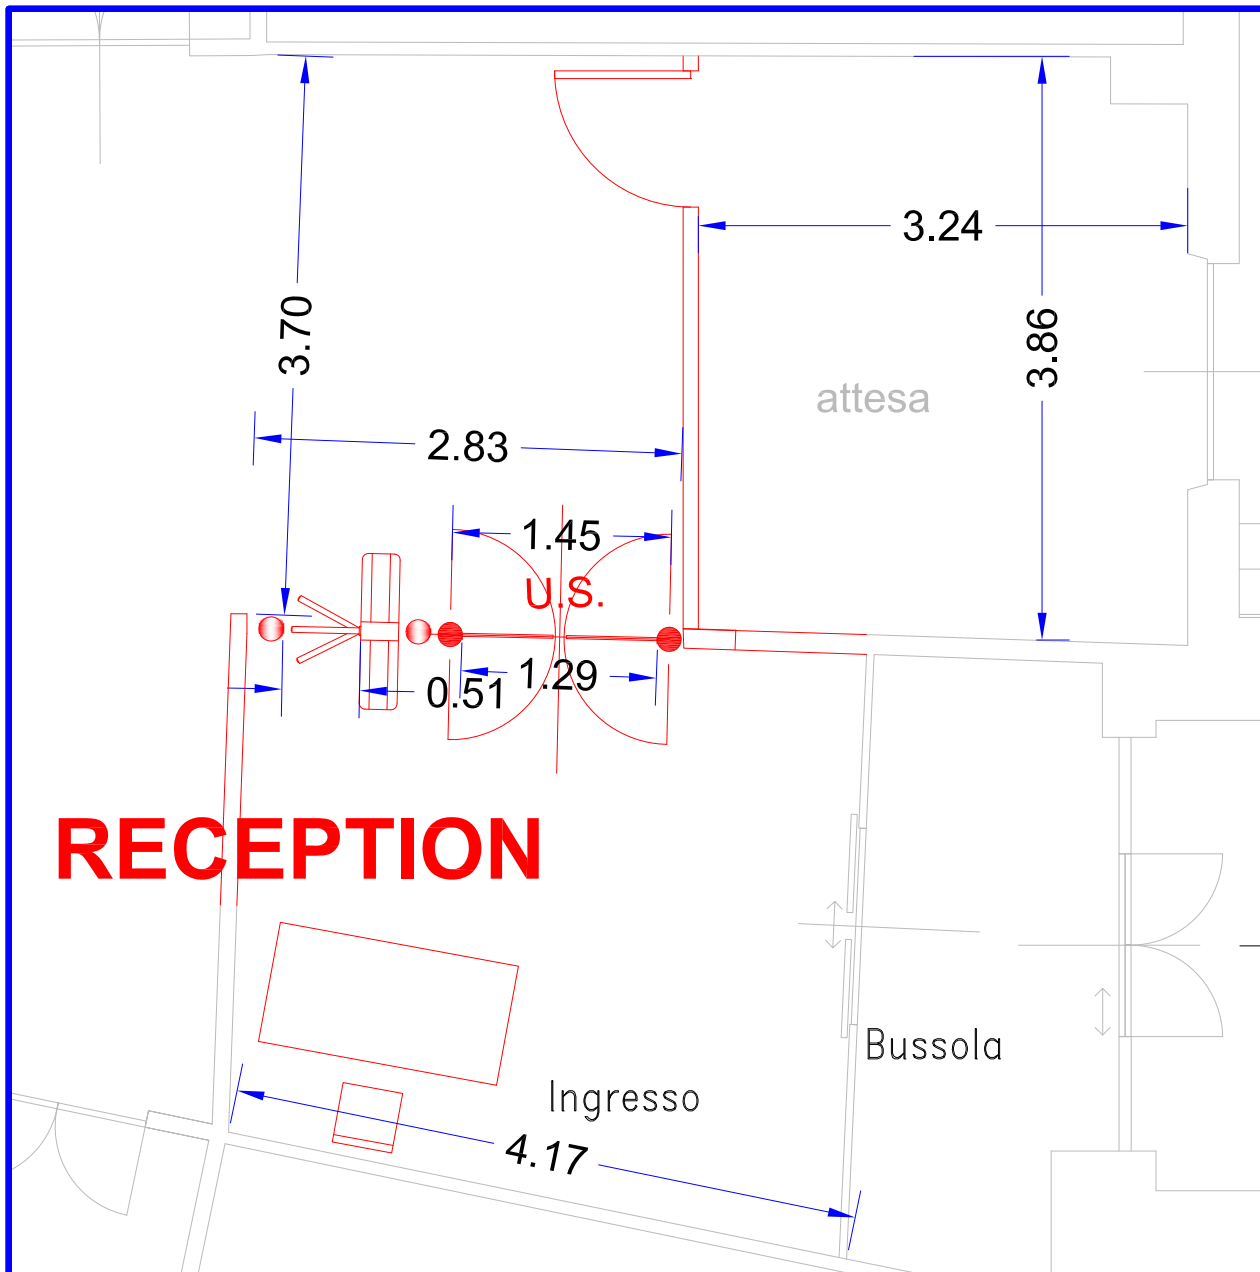 3.24
3.70
3.86
attesa
2.83
1.45
U.S.
1.29
0.51
RECEPTION
Bussola
Ingresso
4.17